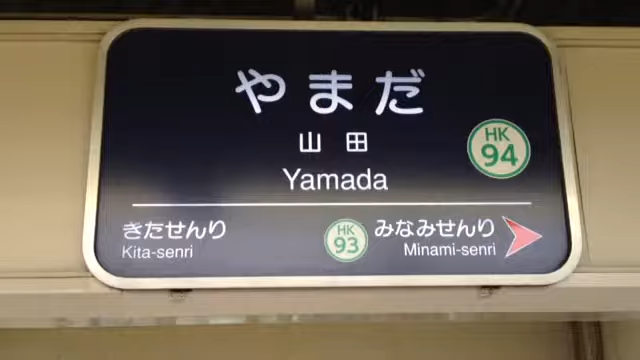 やまだ
山田
HK
94
Yamada
きたせんり
Kita-senri
HK
93
みなみせんり
Minami-senri